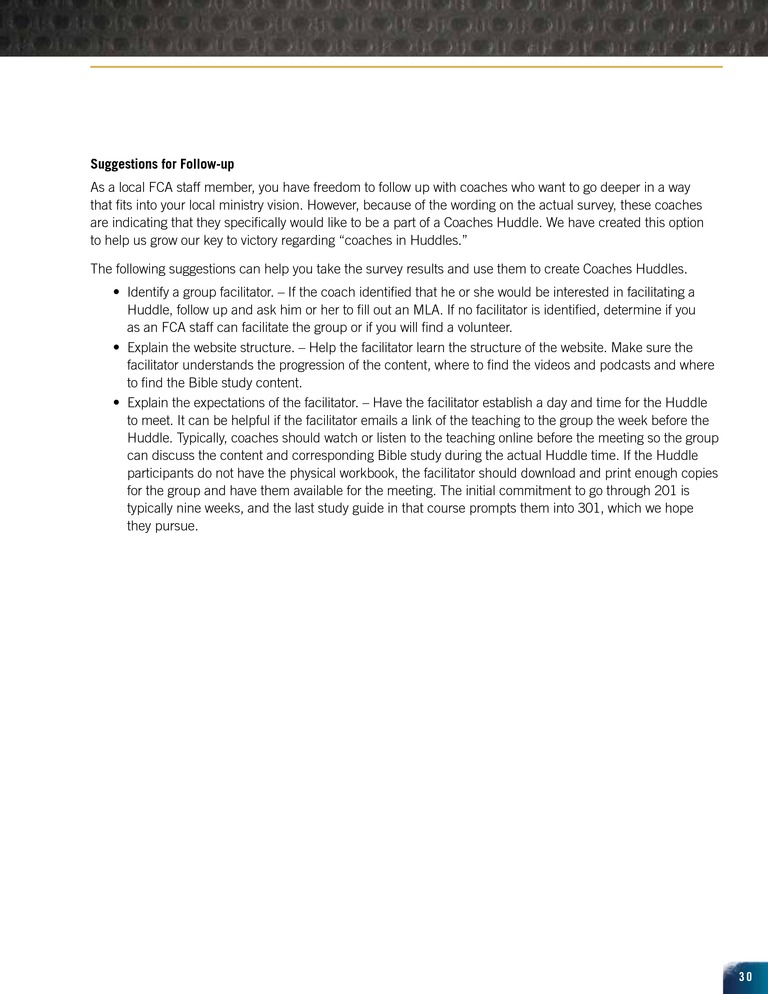 Suggestions for Follow-up
As a local FCA staff member, you have freedom to follow up with coaches who want to go deeper in a way
that fits into your local ministry vision. However, because of the wording on the actual survey, these coaches
are indicating that they specifically would like to be a part of a Coaches Huddle. We have created this option
to help us grow our key to victory regarding “coaches in Huddles.”
The following suggestions can help you take the survey results and use them to create Coaches Huddles.
• Identify a group facilitator. – If the coach identified that he or she would be interested in facilitating a
Huddle, follow up and ask him or her to fill out an MLA. If no facilitator is identified, determine if you
as an FCA staff can facilitate the group or if you will find a volunteer.
• Explain the website structure. – Help the facilitator learn the structure of the website. Make sure the
facilitator understands the progression of the content, where to find the videos and podcasts and where
to find the Bible study content.
• Explain the expectations of the facilitator. – Have the facilitator establish a day and time for the Huddle
to meet. It can be helpful if the facilitator emails a link of the teaching to the group the week before the
Huddle. Typically, coaches should watch or listen to the teaching online before the meeting so the group
can discuss the content and corresponding Bible study during the actual Huddle time. If the Huddle
participants do not have the physical workbook, the facilitator should download and print enough copies
for the group and have them available for the meeting. The initial commitment to go through 201 is
typically nine weeks, and the last study guide in that course prompts them into 301, which we hope
they pursue.
30